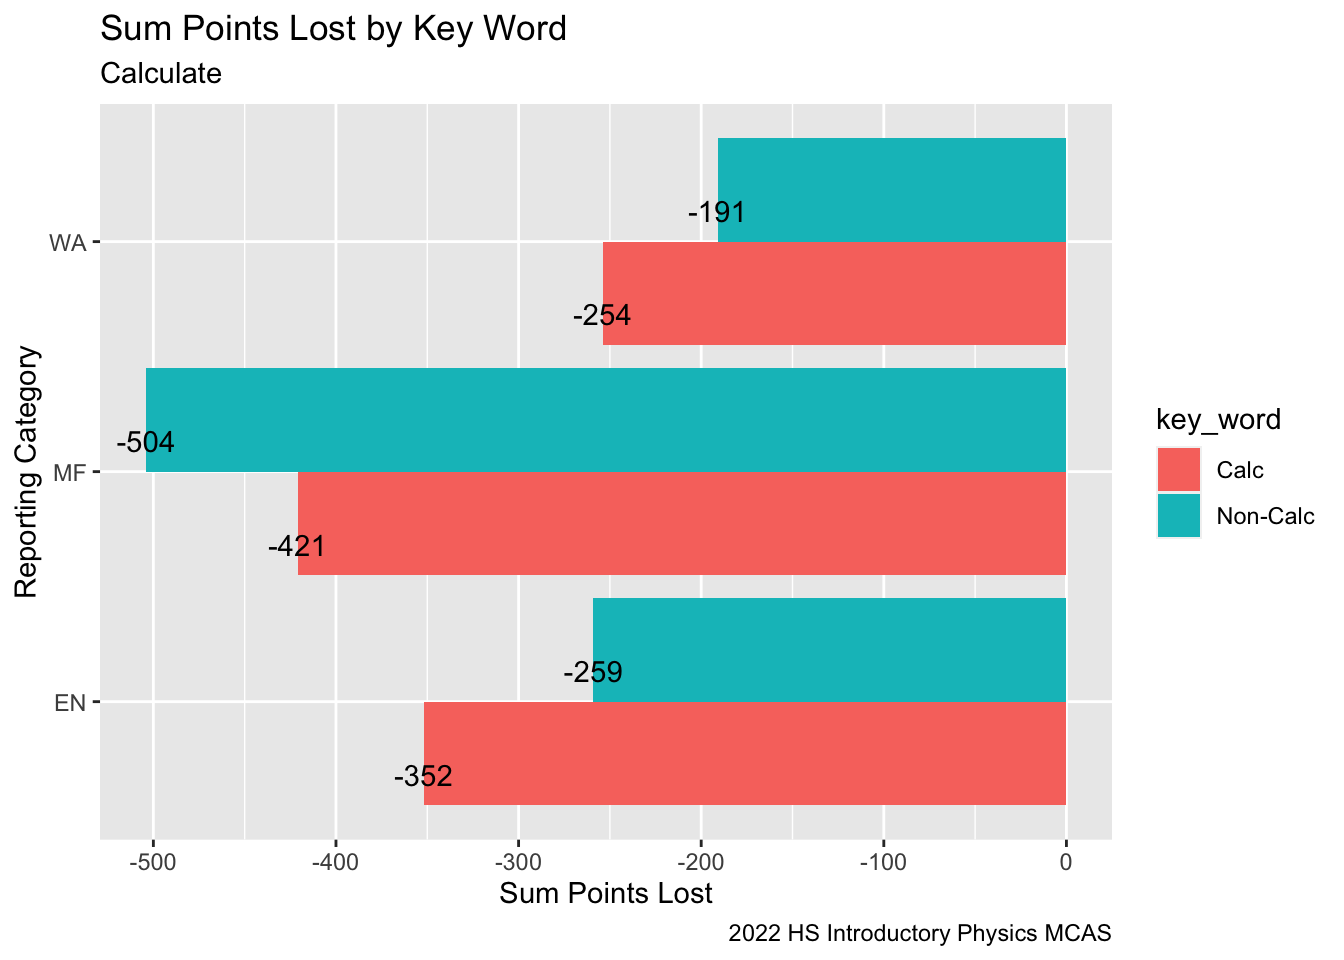 Sum Points Lost by Key Word
Calculate
Reporting Category
WA
MF
EN
-191
-254
-504
-421
-259
-352
-500 -400 -300 -200 -100 0
Sum Points Lost
key_word
Calc
Non-Calc
2022 HS Introductory Physics MCAS